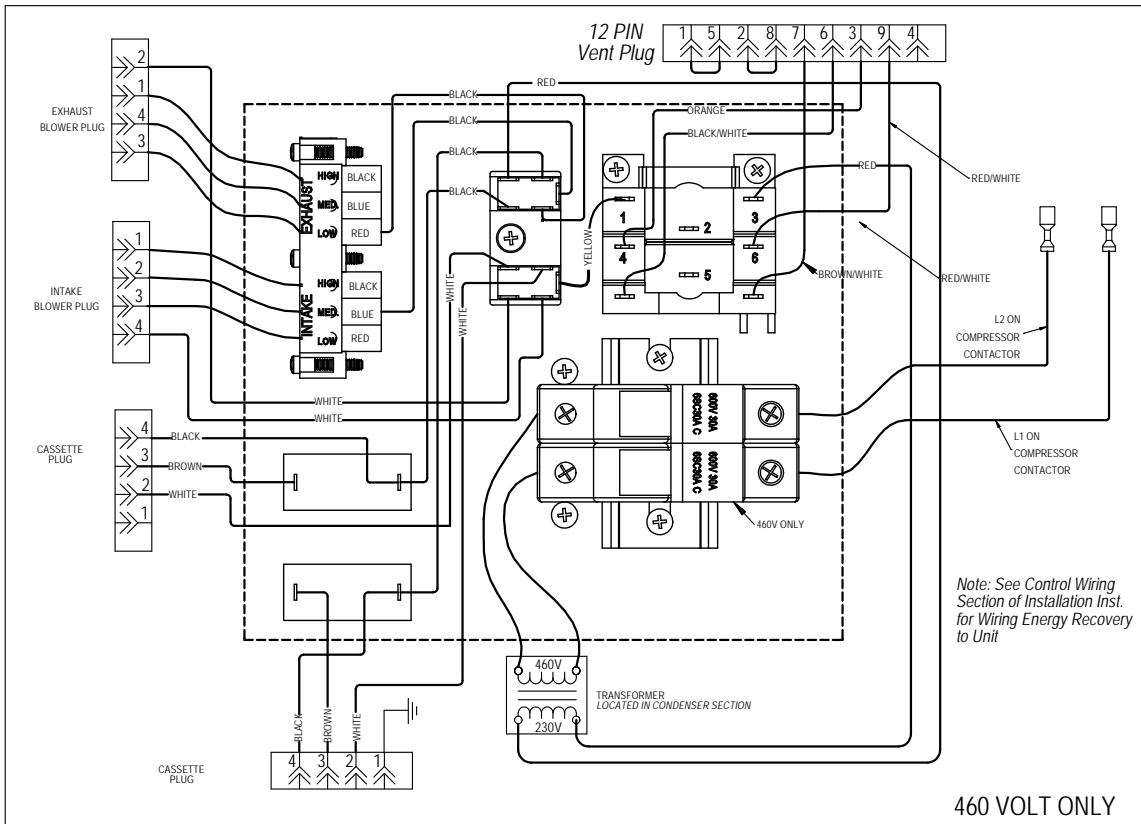 12 PIN
Vent Plug
1 5 2 8 7 6 3 9 4
2
1
4
3
EXHAUST
BLOWER PLUG
RED
BLACK
BLACK
BLACK
BLACK
ORANGE
BLACK/WHITE
RED
RED/WHITE
EXHAUST
HIGH
MED.
LOW
BLACK
BLUE
RED
1
2
3
4
5
6
YELLOW
BROWN/WHITE
RED/WHITE
1
2
3
4
INTAKE
BLOWER PLUG
INTAKE
HIGH
MED.
LOW
BLACK
BLUE
RED
WHITE
WHITE
WHITE
WHITE
L2 ON
COMPRESSOR
CONTACTOR
600V 30A
68C30A C
600V 30A
68C30A C
L1 ON
COMPRESSOR
CONTACTOR
460V ONLY
4
3
2
1
CASSETTE
PLUG
BLACK
BROWN
WHITE
Note: See Control Wiring
Section of Installation Inst.
for Wiring Energy Recovery
to Unit
460V
230V
TRANSFORMER
LOCATED IN CONDENSER SECTION
BLACK
BROWN
WHITE
4 3 2 1
CASSETTE
PLUG
460 VOLT ONLY